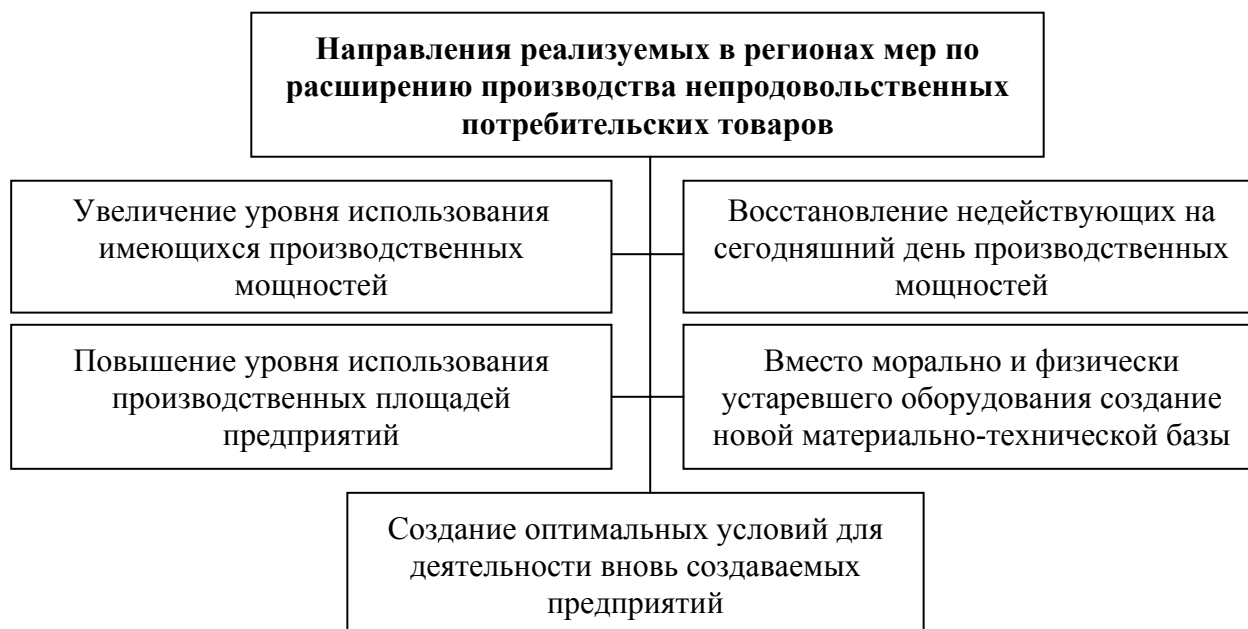 Направления реализуемых в регионах мер по
расширению производства непродовольственных
потребительских товаров
Увеличение уровня использования
имеющихся производственных
мощностей
Восстановление недействующих на
сегодняшний день производственных
мощностей
Повышение уровня использования
производственных площадей
предприятий
Вместо морально и физически
устаревшего оборудования создание
новой материально-технической базы
Создание оптимальных условий для
деятельности вновь создаваемых
предприятий